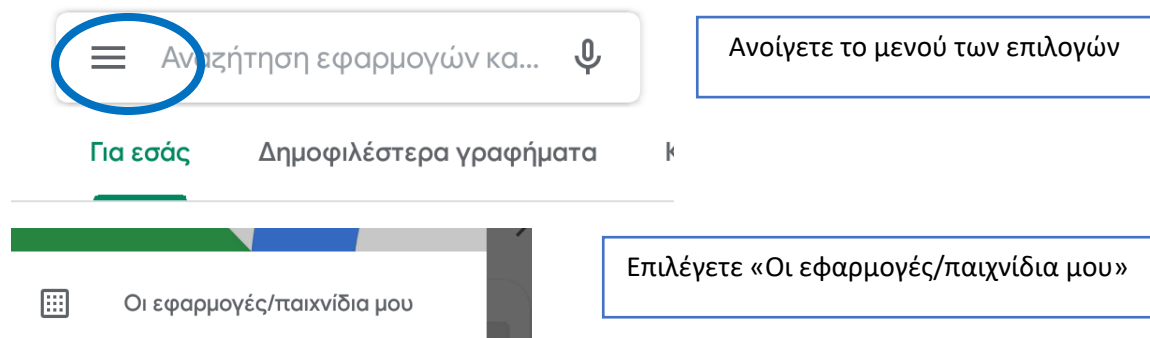 Αναζήτηση εφαρμογών κα...
Ανοίγετε το μενού των επιλογών
Για εσάς Δημοφιλέστερα γραφήματα
Επιλέγετε «Οι εφαρμογές/παιχνίδια μου»
Οι εφαρμογές/παιχνίδια μου